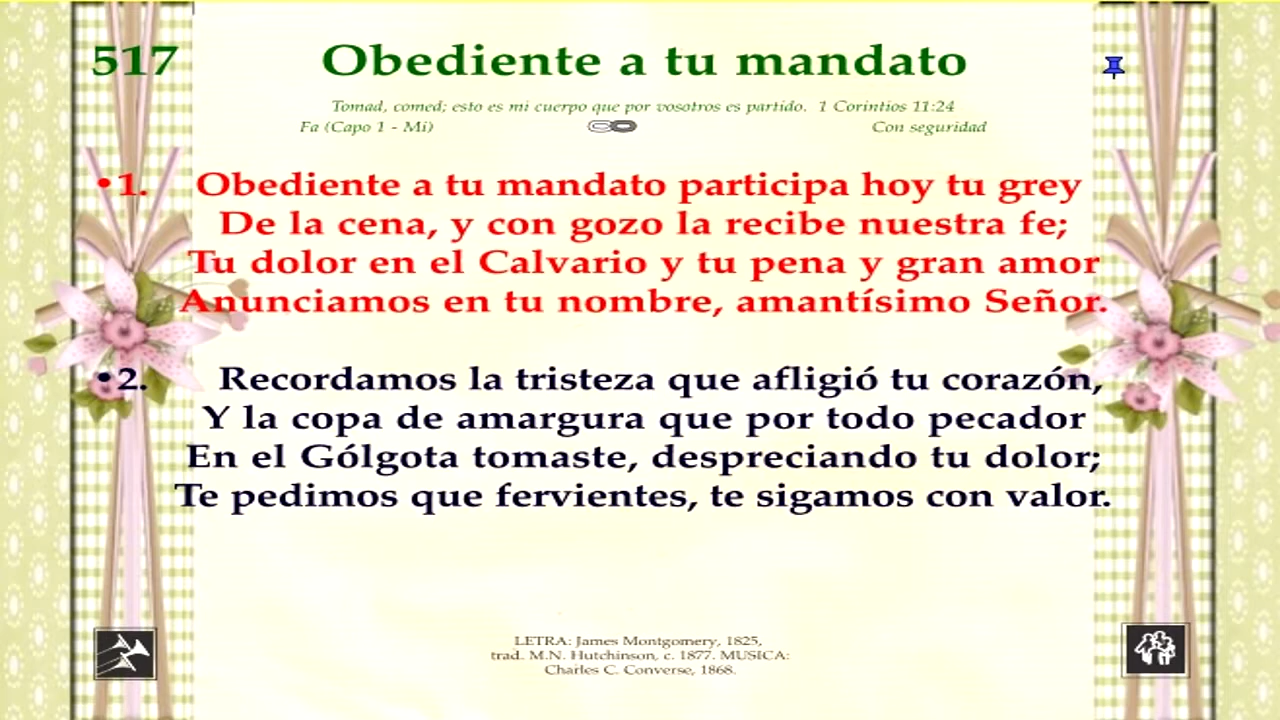 517 Obediente a tu mandato
Tomad, comed; esto es mi cuerpo que por vosotros es partido. 1 Corintios 11:24
Fa (Capo 1 - Mi) Con seguridad
•1. Obediente a tu mandato participa hoy tu grey
De la cena, y con gozo la recibe nuestra fe;
Tu dolor en el Calvario y tu pena y gran amor
Anunciamos en tu nombre, amantísimo Señor.
•2. Recordamos la tristeza que afligió tu corazón,
Y la copa de amargura que por todo pecador
En el Gólgota tomaste, despreciando tu dolor;
Te pedimos que fervientes, te sigamos con valor.
LETRA: James Montgomery, 1825,
trad. M.N. Hutchinson, c. 1877. MUSICA:
Charles C. Converse, 1868.